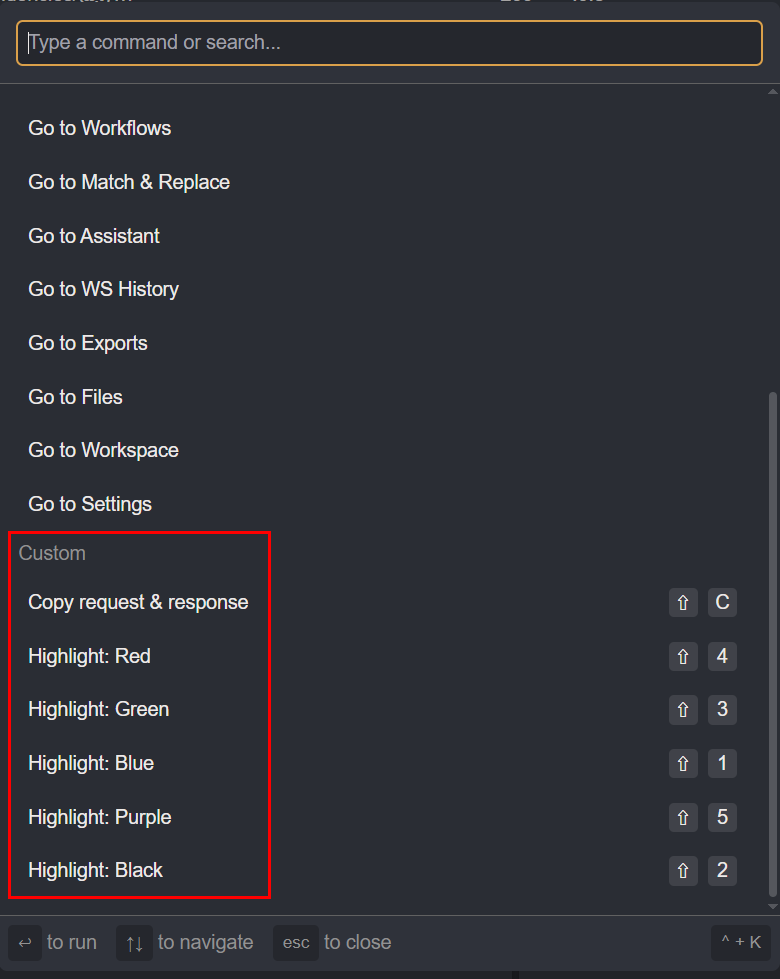 Type a command or search...
Go to Workflows
Go to Match & Replace
Go to Assistant
Go to WS History
Go to Exports
Go to Files
Go to Workspace
Go to Settings
Custom
Copy request & response ⇧ C
Highlight: Red ⇧ 4
Highlight: Green ⇧ 3
Highlight: Blue ⇧ 1
Highlight: Purple ⇧ 5
Highlight: Black ⇧ 2
↩ to run ↑↓ to navigate esc to close ^ + K